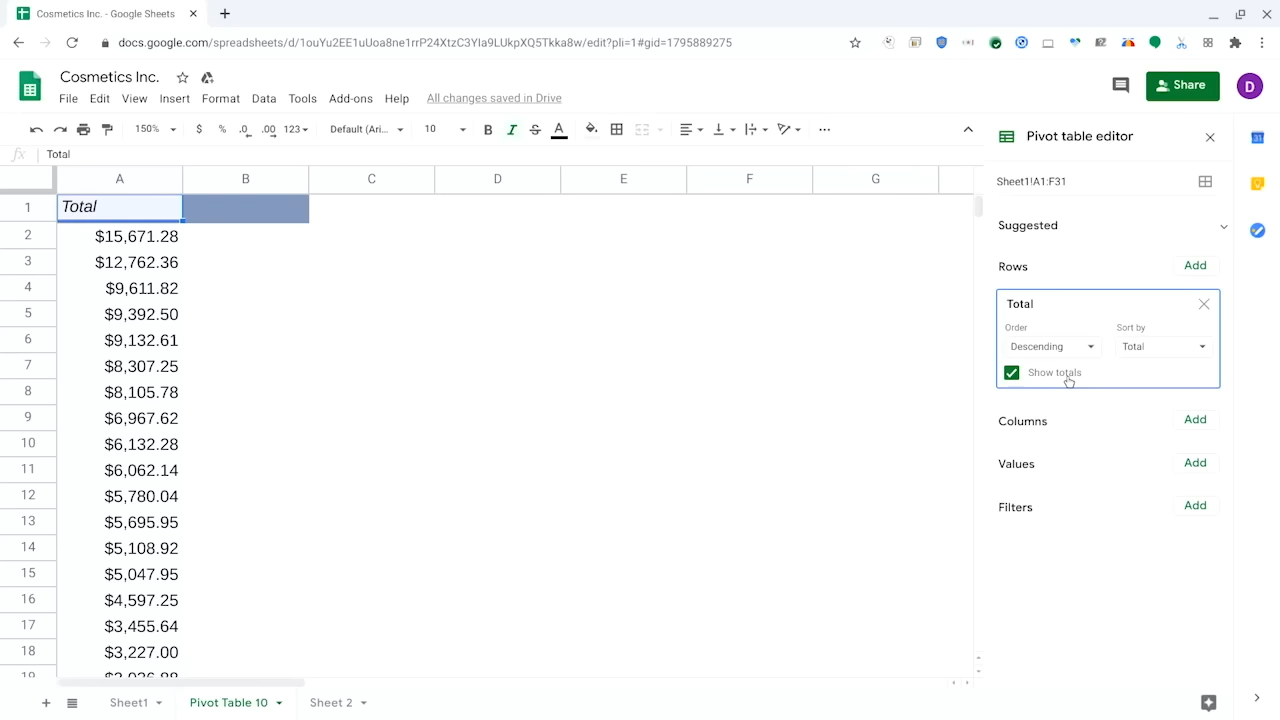 Cosmetics Inc. - Google Sheets
docs.google.com/spreadsheets/d/1ouYu2EE1uUoa8ne1rrP24XtzC3YIa9LUkpXQ5Tkka8w/edit?pli=1#gid=1795889275
Cosmetics Inc.
File Edit View Insert Format Data Tools Add-ons Help All changes saved in Drive
Share
D
150% $ % .0 .00 123 Default (Ari... 10 B I S A
fx Total
A B C D E F G
1 Total
2 $15,671.28
3 $12,762.36
4 $9,611.82
5 $9,392.50
6 $9,132.61
7 $8,307.25
8 $8,105.78
9 $6,967.62
10 $6,132.28
11 $6,062.14
12 $5,780.04
13 $5,695.95
14 $5,108.92
15 $5,047.95
16 $4,597.25
17 $3,455.64
18 $3,227.00
Pivot table editor
Sheet1!A1:F31
Suggested
Rows Add
Total
Order Sort by
Descending Total
Show totals
Columns Add
Values Add
Filters Add
31
Sheet1 Pivot Table 10 Sheet 2